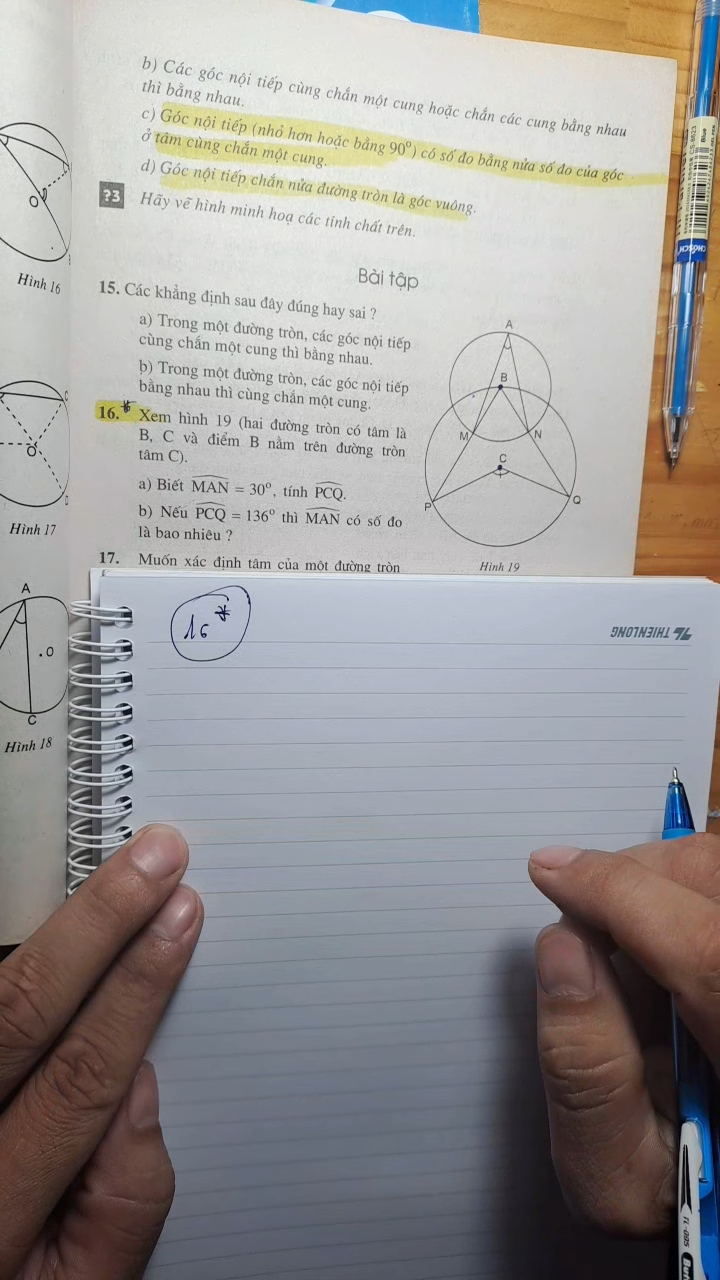 b) Các góc nội tiếp cùng chắn một cung hoặc chắn các cung bằng nhau
thì bằng nhau.
c) Góc nội tiếp (nhỏ hơn hoặc bằng 90°) có số đo bằng nửa số đo của góc
ở tâm cùng chắn một cung.
d) Góc nội tiếp chắn nửa đường tròn là góc vuông.
?3 Hãy vẽ hình minh hoạ các tính chất trên.
O
Hình 16
Bài tập
15. Các khẳng định sau đây đúng hay sai ?
a) Trong một đường tròn, các góc nội tiếp
cùng chắn một cung thì bằng nhau.
b) Trong một đường tròn, các góc nội tiếp
bằng nhau thì cùng chắn một cung.
16.* Xem hình 19 (hai đường tròn có tâm là
B, C và điểm B nằm trên đường tròn
tâm C).
a) Biết MAN = 30°, tính PCQ.
b) Nếu PCQ = 136° thì MAN có số đo
là bao nhiêu ?
17. Muốn xác định tâm của một đường tròn
A
B
M
N
C
P
Q
Hình 19
O
Hình 17
A
O
C
Hình 18
16*
THIENLONG
CHOSCH
Blue
FL-08S